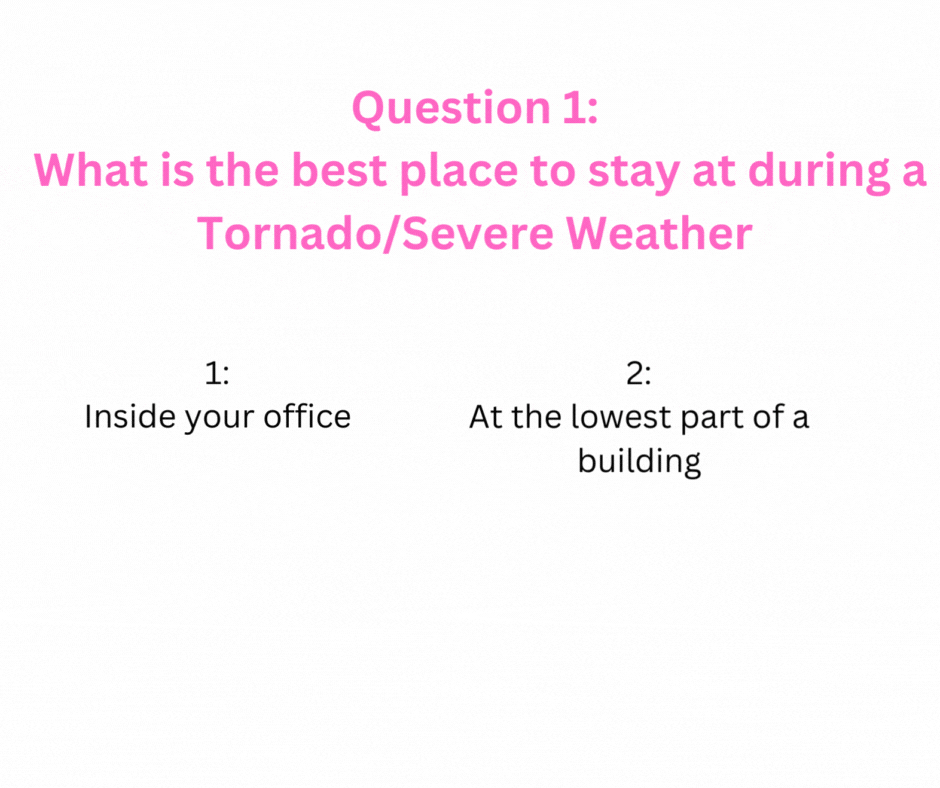 Question 1:
What is the best place to stay at during a
Tornado/Severe Weather
1:
Inside your office
2:
At the lowest part of a
building